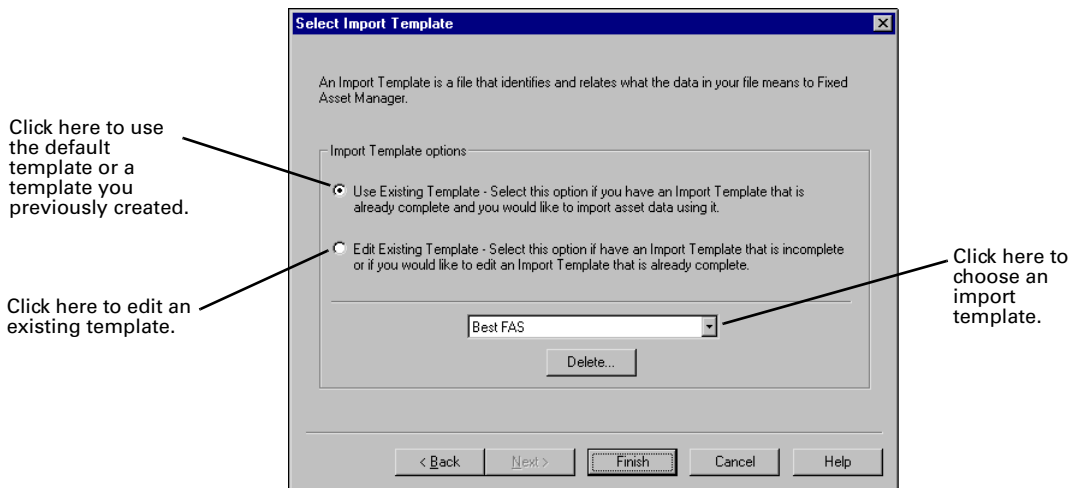 Select Import Template
An Import Template is a file that identifies and relates what the data in your file means to Fixed
Asset Manager.
Click here to use
the default
template or a
template you
previously created.
Import Template options
Use Existing Template - Select this option if you have an Import Template that is
already complete and you would like to import asset data using it.
Edit Existing Template - Select this option if have an Import Template that is incomplete
or if you would like to edit an Import Template that is already complete.
Click here to
choose an
import
template.
Click here to edit an
existing template.
Best FAS
Delete...
< Back
Next >
Finish
Cancel
Help